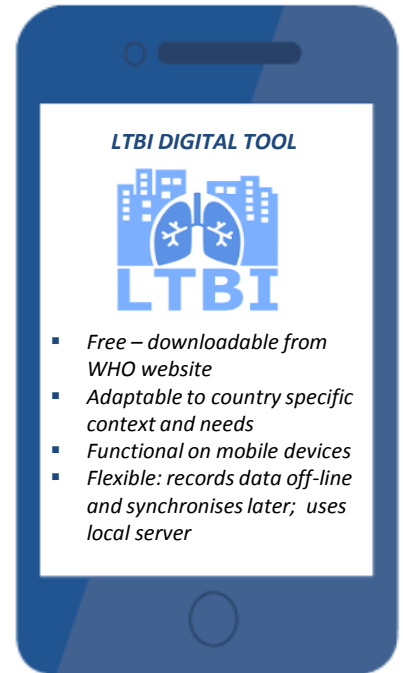 LTBI DIGITAL TOOL
LTBI
▪ Free – downloadable from
WHO website
▪ Adaptable to country specific
context and needs
▪ Functional on mobile devices
▪ Flexible: records data off-line
and synchronises later; uses
local server